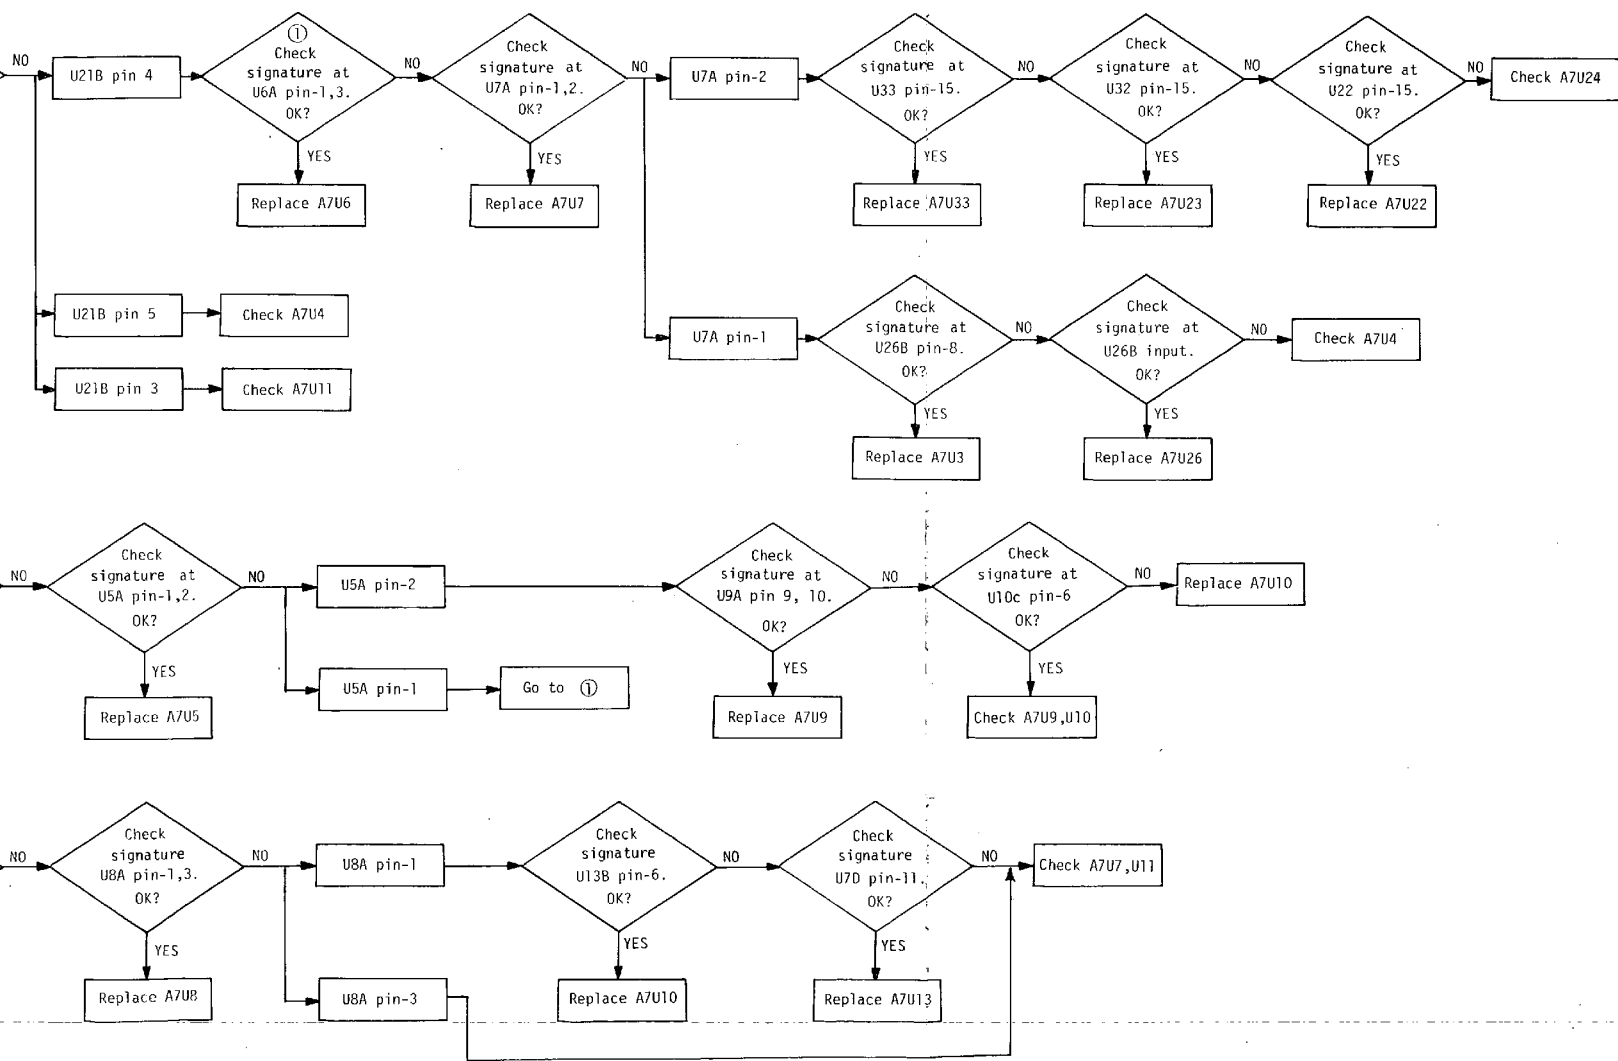 NO
U21B pin 4
①
Check
signature at
U6A pin-1,3.
OK?
NO
YES
Replace A7U6
Check
signature at
U7A pin-1,2.
OK?
NO
YES
Replace A7U7
U7A pin-2
Check
signature at
U33 pin-15.
OK?
NO
YES
Replace A7U33
Check
signature at
U32 pin-15.
OK?
NO
YES
Replace A7U23
Check
signature at
U22 pin-15.
OK?
NO
YES
Replace A7U22
Check A7U24
U21B pin 5
Check A7U4
U21B pin 3
Check A7U11
U7A pin-1
Check
signature at
U26B pin-8.
OK?
NO
YES
Replace A7U3
Check
signature at
U26B input.
OK?
NO
YES
Replace A7U26
Check A7U4
NO
Check
signature at
U5A pin-1,2.
OK?
NO
YES
Replace A7U5
U5A pin-2
U5A pin-1
Go to ①
Check
signature at
U9A pin 9, 10.
OK?
NO
YES
Replace A7U9
Check
signature at
U10c pin-6
OK?
NO
YES
Check A7U9,U10
Replace A7U10
NO
Check
signature
U8A pin-1,3.
OK?
NO
YES
Replace A7U8
U8A pin-1
U8A pin-3
Check
signature
U13B pin-6.
OK?
NO
YES
Replace A7U10
Check
signature
U7D pin-11.
OK?
NO
YES
Replace A7U13
Check A7U7,U11